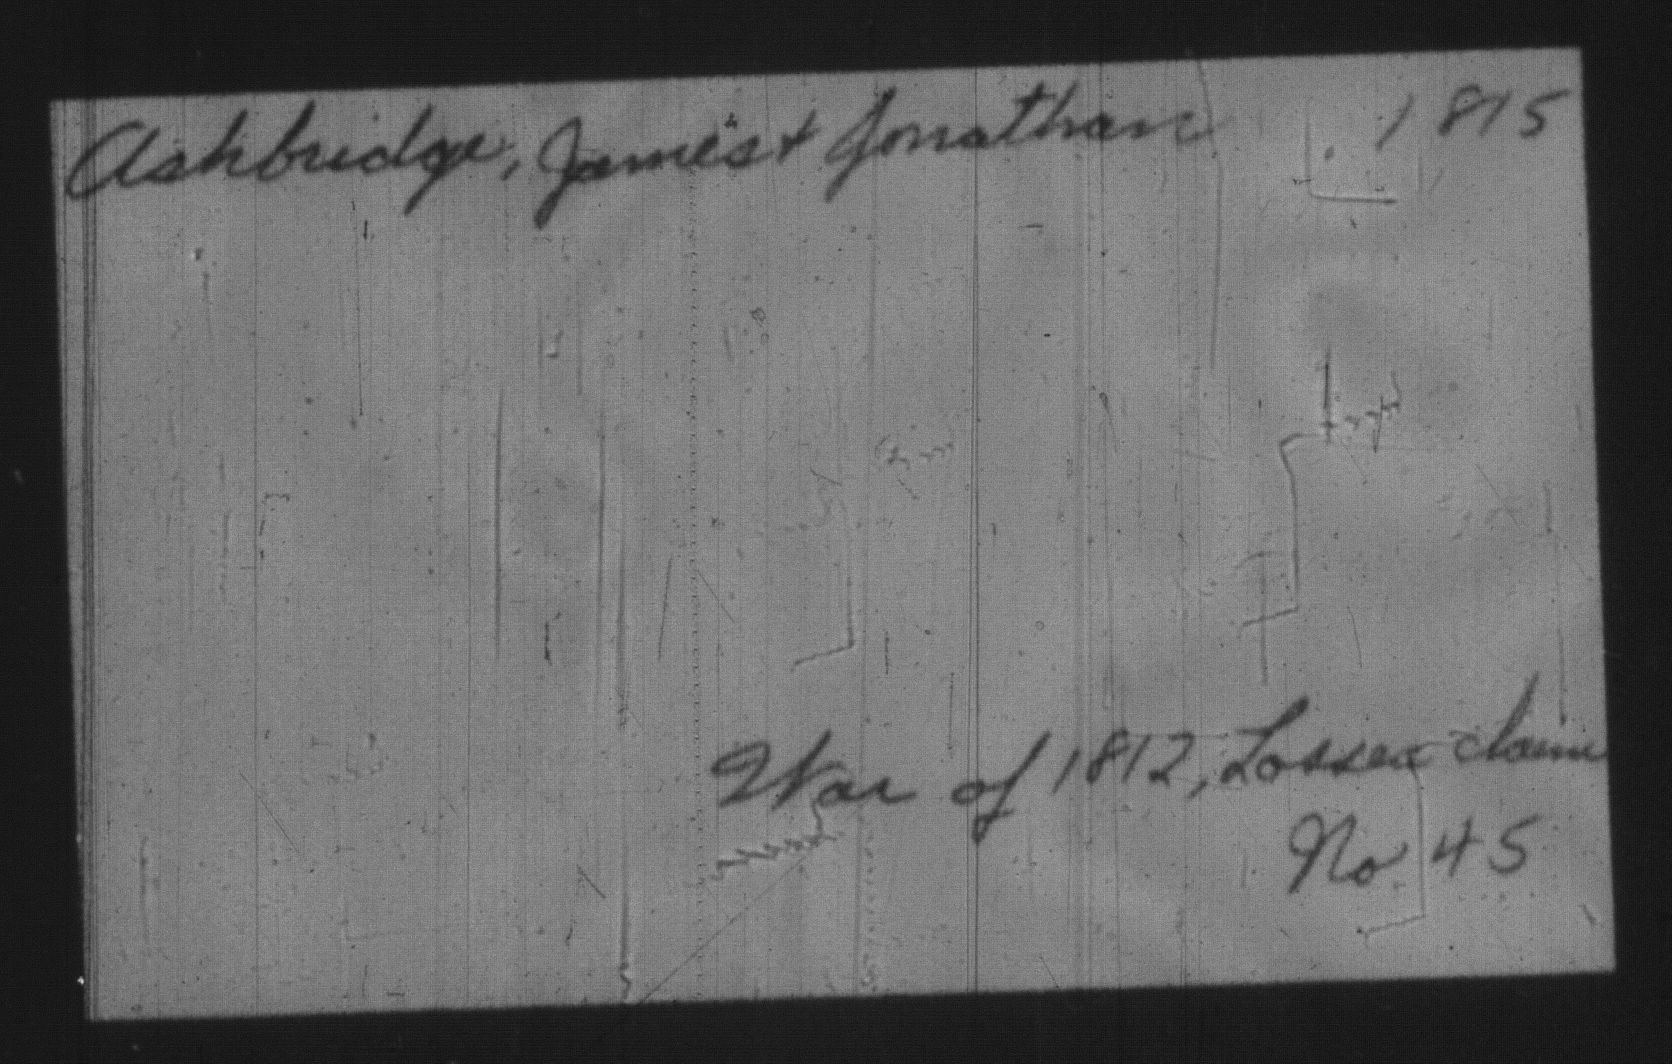 Ashbridge, James & Jonathan . 1815
War of 1812, Losses claim
No 45